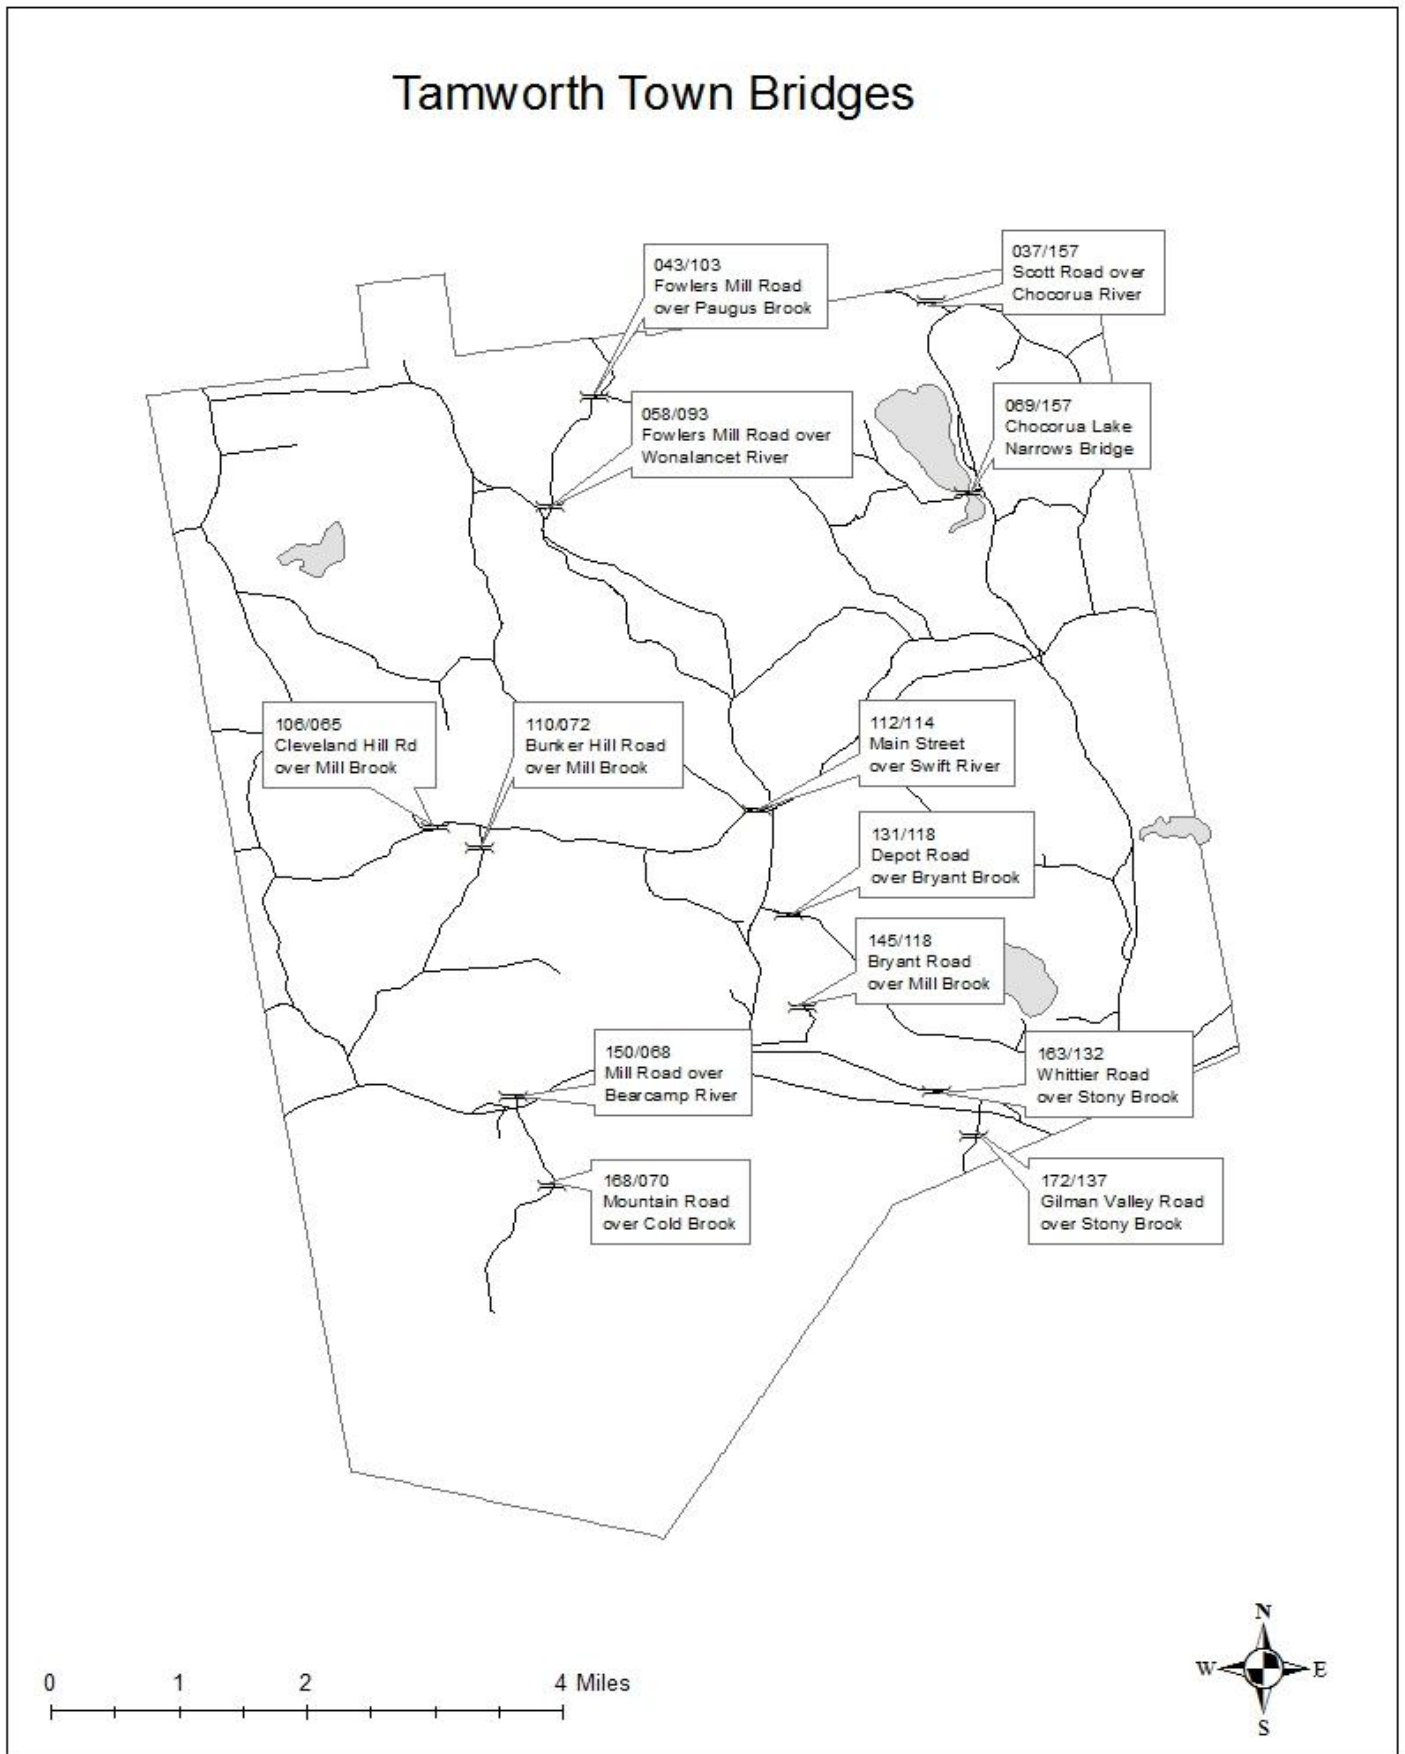 Tamworth Town Bridges
037/157
Scott Road over
Chocorua River
043/103
Fowlers Mill Road
over Paugus Brook
058/093
Fowlers Mill Road over
Wonalancet River
069/157
Chocorua Lake
Narrows Bridge
106/065
Cleveland Hill Rd
over Mill Brook
110/072
Bunker Hill Road
over Mill Brook
112/114
Main Street
over Swift River
131/118
Depot Road
over Bryant Brook
145/118
Bryant Road
over Mill Brook
150/068
Mill Road over
Bearcamp River
163/132
Whittier Road
over Stony Brook
168/070
Mountain Road
over Cold Brook
172/137
Gilman Valley Road
over Stony Brook
N
W E
S
0 1 2 4 Miles